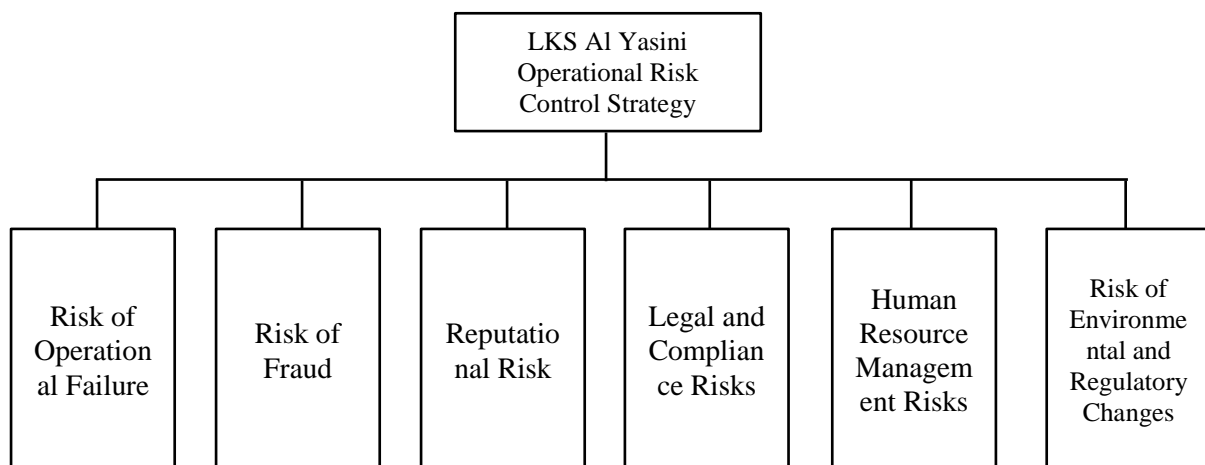 LKS Al Yasini
Operational Risk
Control Strategy
Risk of
Operation
al Failure
Risk of
Fraud
Reputatio
nal Risk
Legal and
Complian
ce Risks
Human
Resource
Managem
ent Risks
Risk of
Environme
ntal and
Regulatory
Changes